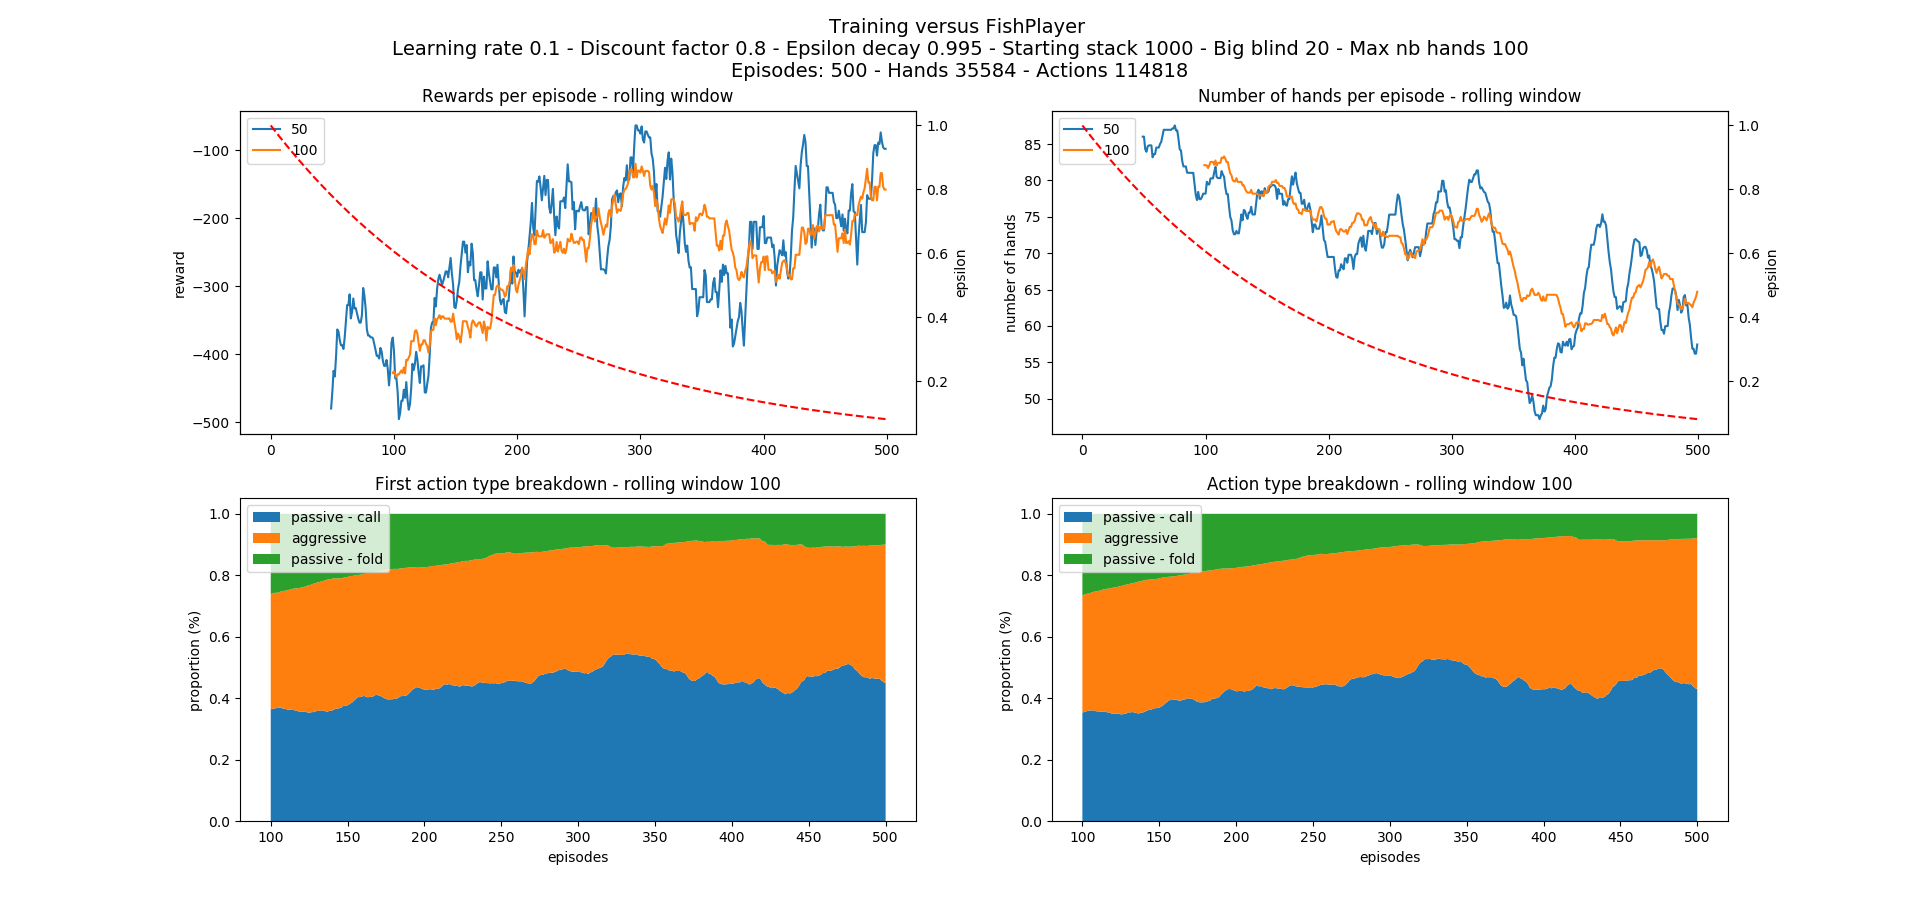 Training versus FishPlayer
Learning rate 0.1 - Discount factor 0.8 - Epsilon decay 0.995 - Starting stack 1000 - Big blind 20 - Max nb hands 100
Episodes: 500 - Hands 35584 - Actions 114818
Rewards per episode - rolling window
50
100
reward
−100
−200
−300
−400
−500
0 100 200 300 400 500
1.0
0.8
0.6
0.4
0.2
epsilon
Number of hands per episode - rolling window
50
100
number of hands
85
80
75
70
65
60
55
50
0 100 200 300 400 500
1.0
0.8
0.6
0.4
0.2
epsilon
First action type breakdown - rolling window 100
passive - call
aggressive
passive - fold
proportion (%)
1.0
0.8
0.6
0.4
0.2
0.0
100 150 200 250 300 350 400 450 500
episodes
Action type breakdown - rolling window 100
passive - call
aggressive
passive - fold
proportion (%)
1.0
0.8
0.6
0.4
0.2
0.0
100 150 200 250 300 350 400 450 500
episodes